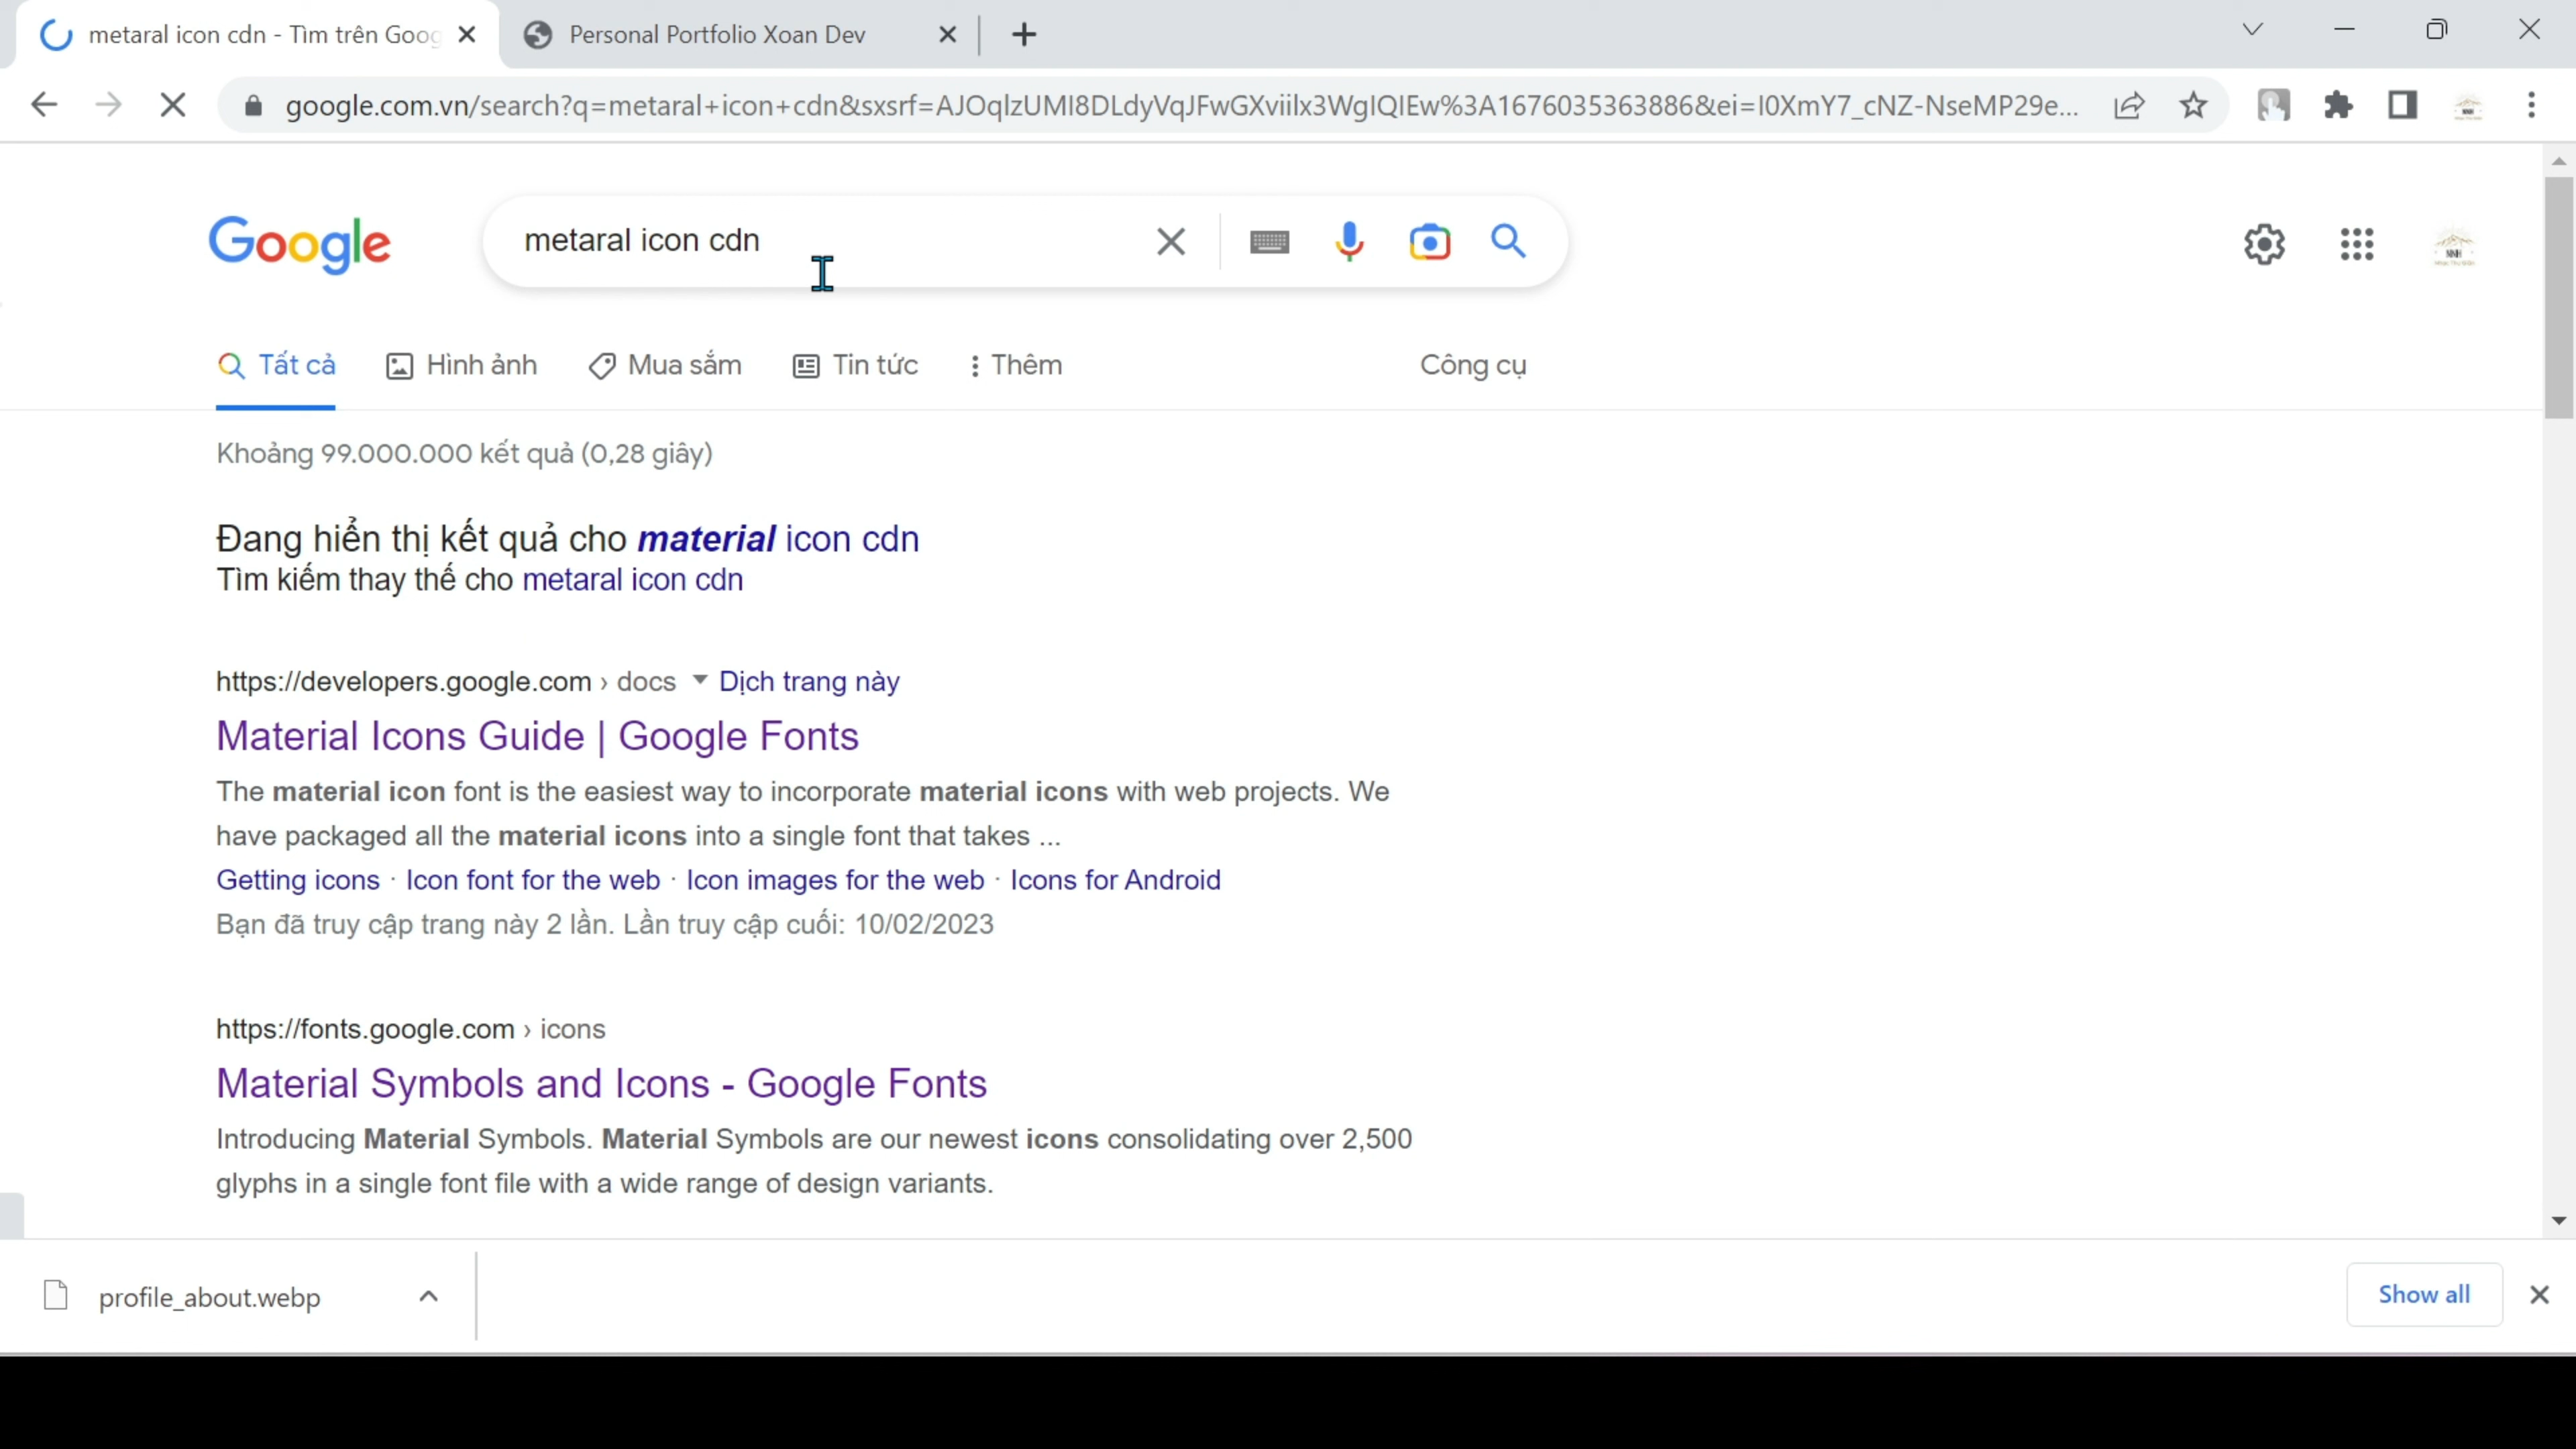 metaral icon cdn - Tìm trên Goog
Personal Portfolio Xoan Dev
google.com.vn/search?q=metaral+icon+cdn&sxsrf=AJOqlzUMI8DLdyVqJFwGXviilx3WglQIEw%3A1676035363886&ei=I0XmY7_cNZ-NseMP29e...
Google
metaral icon cdn
Tất cả
Hình ảnh
Mua sắm
Tin tức
Thêm
Công cụ
Khoảng 99.000.000 kết quả (0,28 giây)
Đang hiển thị kết quả cho material icon cdn
Tìm kiếm thay thế cho metaral icon cdn
https://developers.google.com › docs Dịch trang này
Material Icons Guide | Google Fonts
The material icon font is the easiest way to incorporate material icons with web projects. We
have packaged all the material icons into a single font that takes ...
Getting icons · Icon font for the web · Icon images for the web · Icons for Android
Bạn đã truy cập trang này 2 lần. Lần truy cập cuối: 10/02/2023
https://fonts.google.com › icons
Material Symbols and Icons - Google Fonts
Introducing Material Symbols. Material Symbols are our newest icons consolidating over 2,500
glyphs in a single font file with a wide range of design variants.
profile_about.webp
Show all